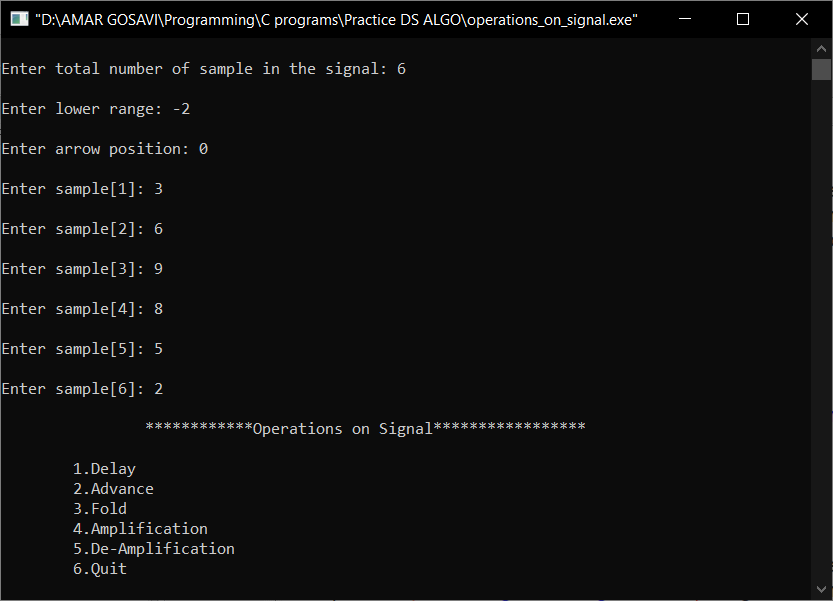 "D:\AMAR GOSAVI\Programming\C programs\Practice DS ALGO\operations_on_signal.exe"
Enter total number of sample in the signal: 6
Enter lower range: -2
Enter arrow position: 0
Enter sample[1]: 3
Enter sample[2]: 6
Enter sample[3]: 9
Enter sample[4]: 8
Enter sample[5]: 5
Enter sample[6]: 2
************Operations on Signal*****************
1.Delay
2.Advance
3.Fold
4.Amplification
5.De-Amplification
6.Quit